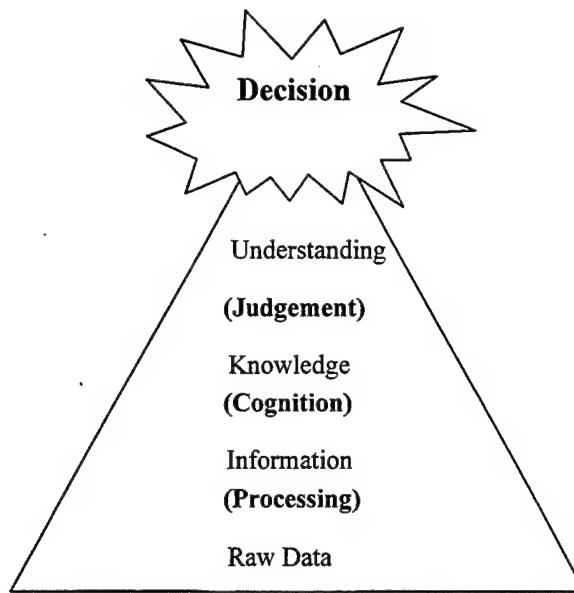 Decision
Understanding
(Judgement)
Knowledge
(Cognition)
Information
(Processing)
Raw Data